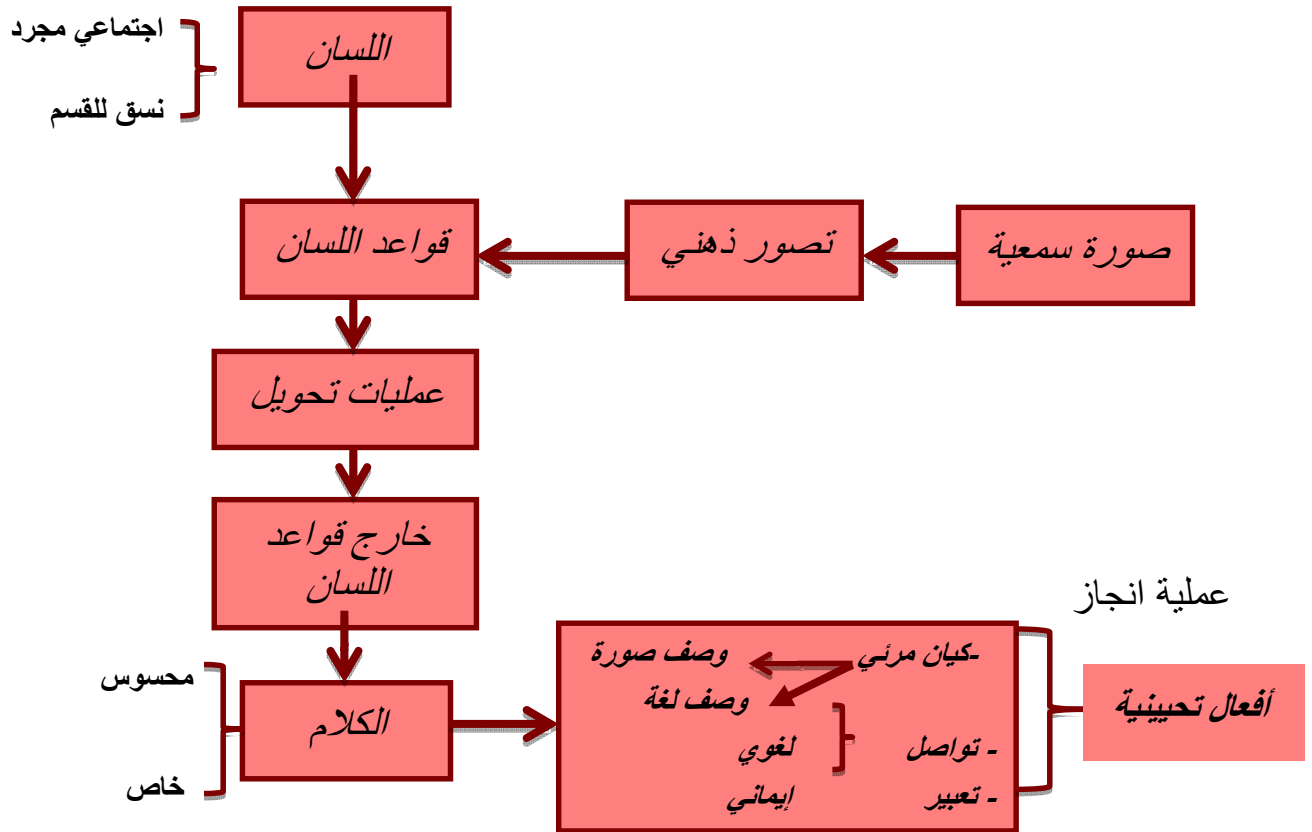 اجتماعي مجرد
نسق للقسم
اللسان
صورة سمعية
تصور ذهني
قواعد اللسان
عمليات تحويل
خارج قواعد
اللسان
محسوس
خاص
الكلام
عملية انجاز
-كيان مرئي وصف صورة
وصف لغة
- تواصل لغوي
- تعبير إيماني
أفعال تحيينية